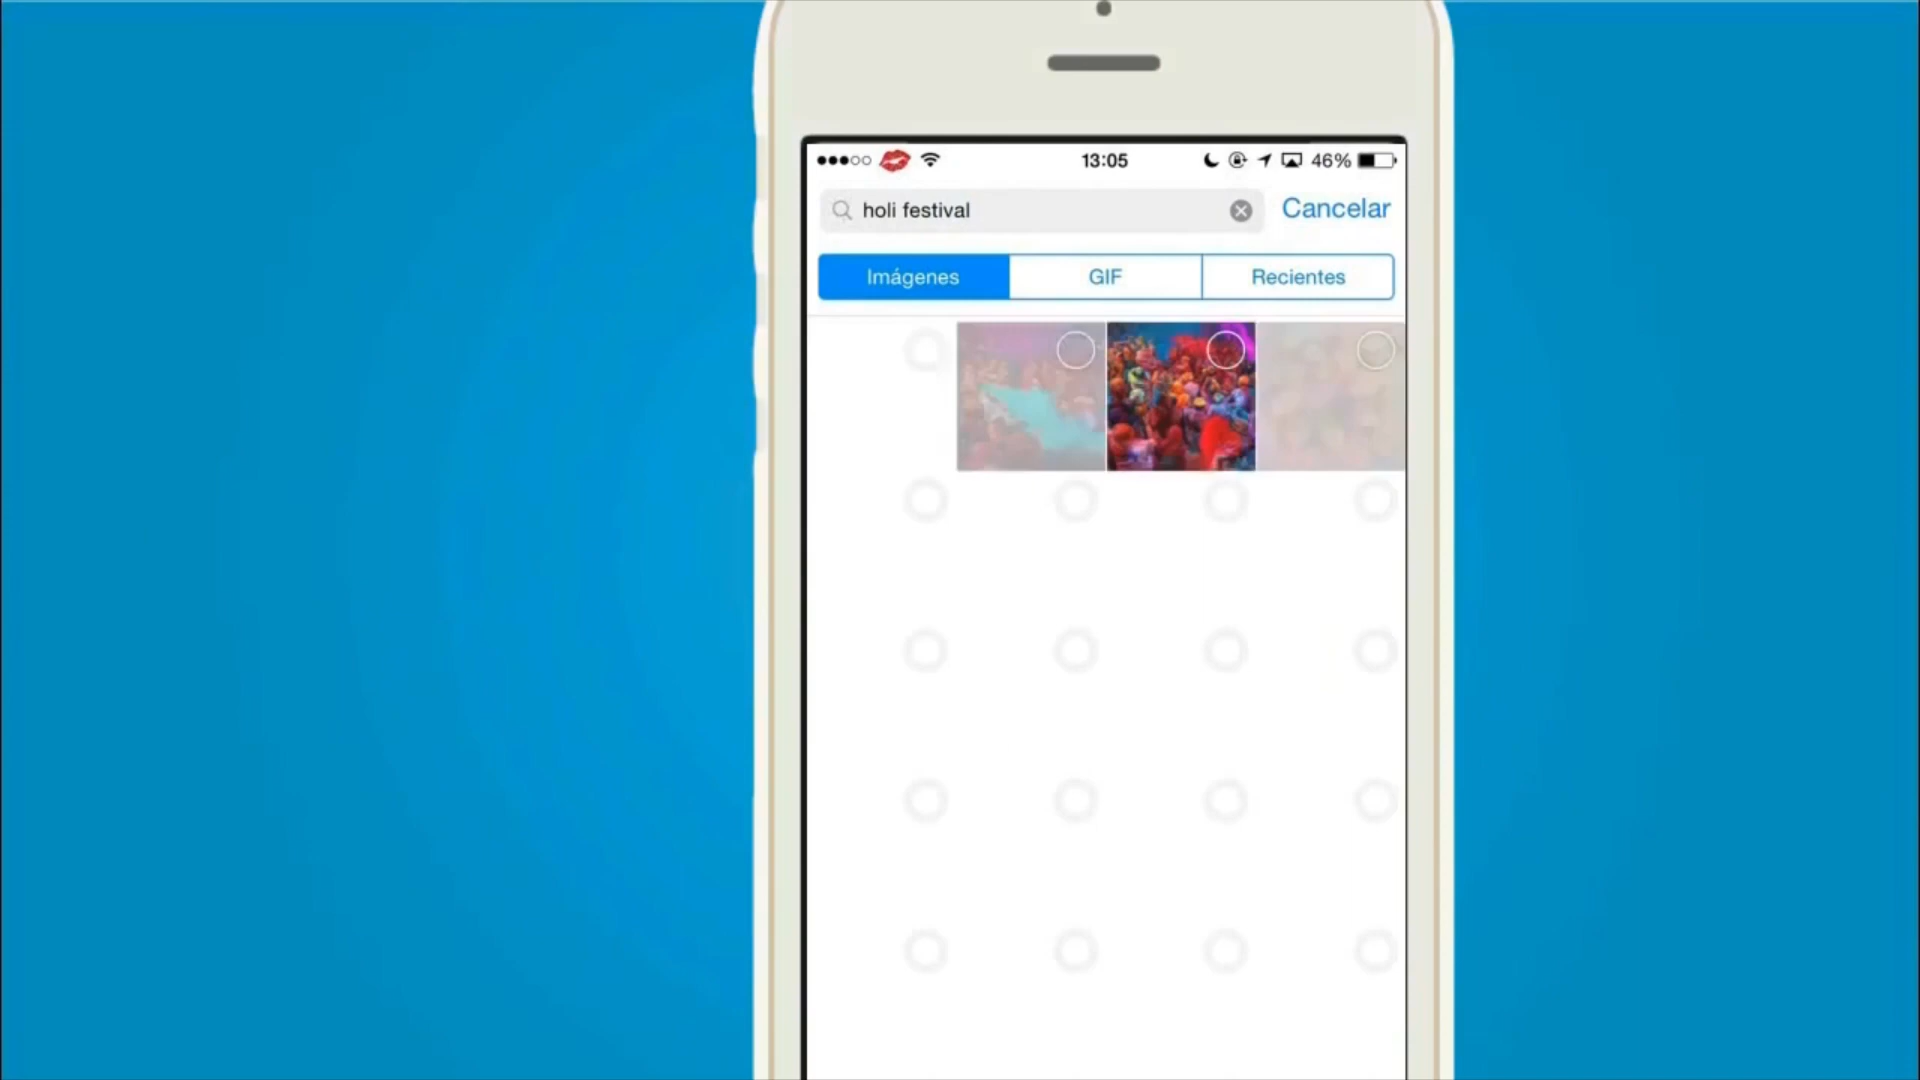 13:05
46%
holi festival
Cancelar
Imágenes
GIF
Recientes